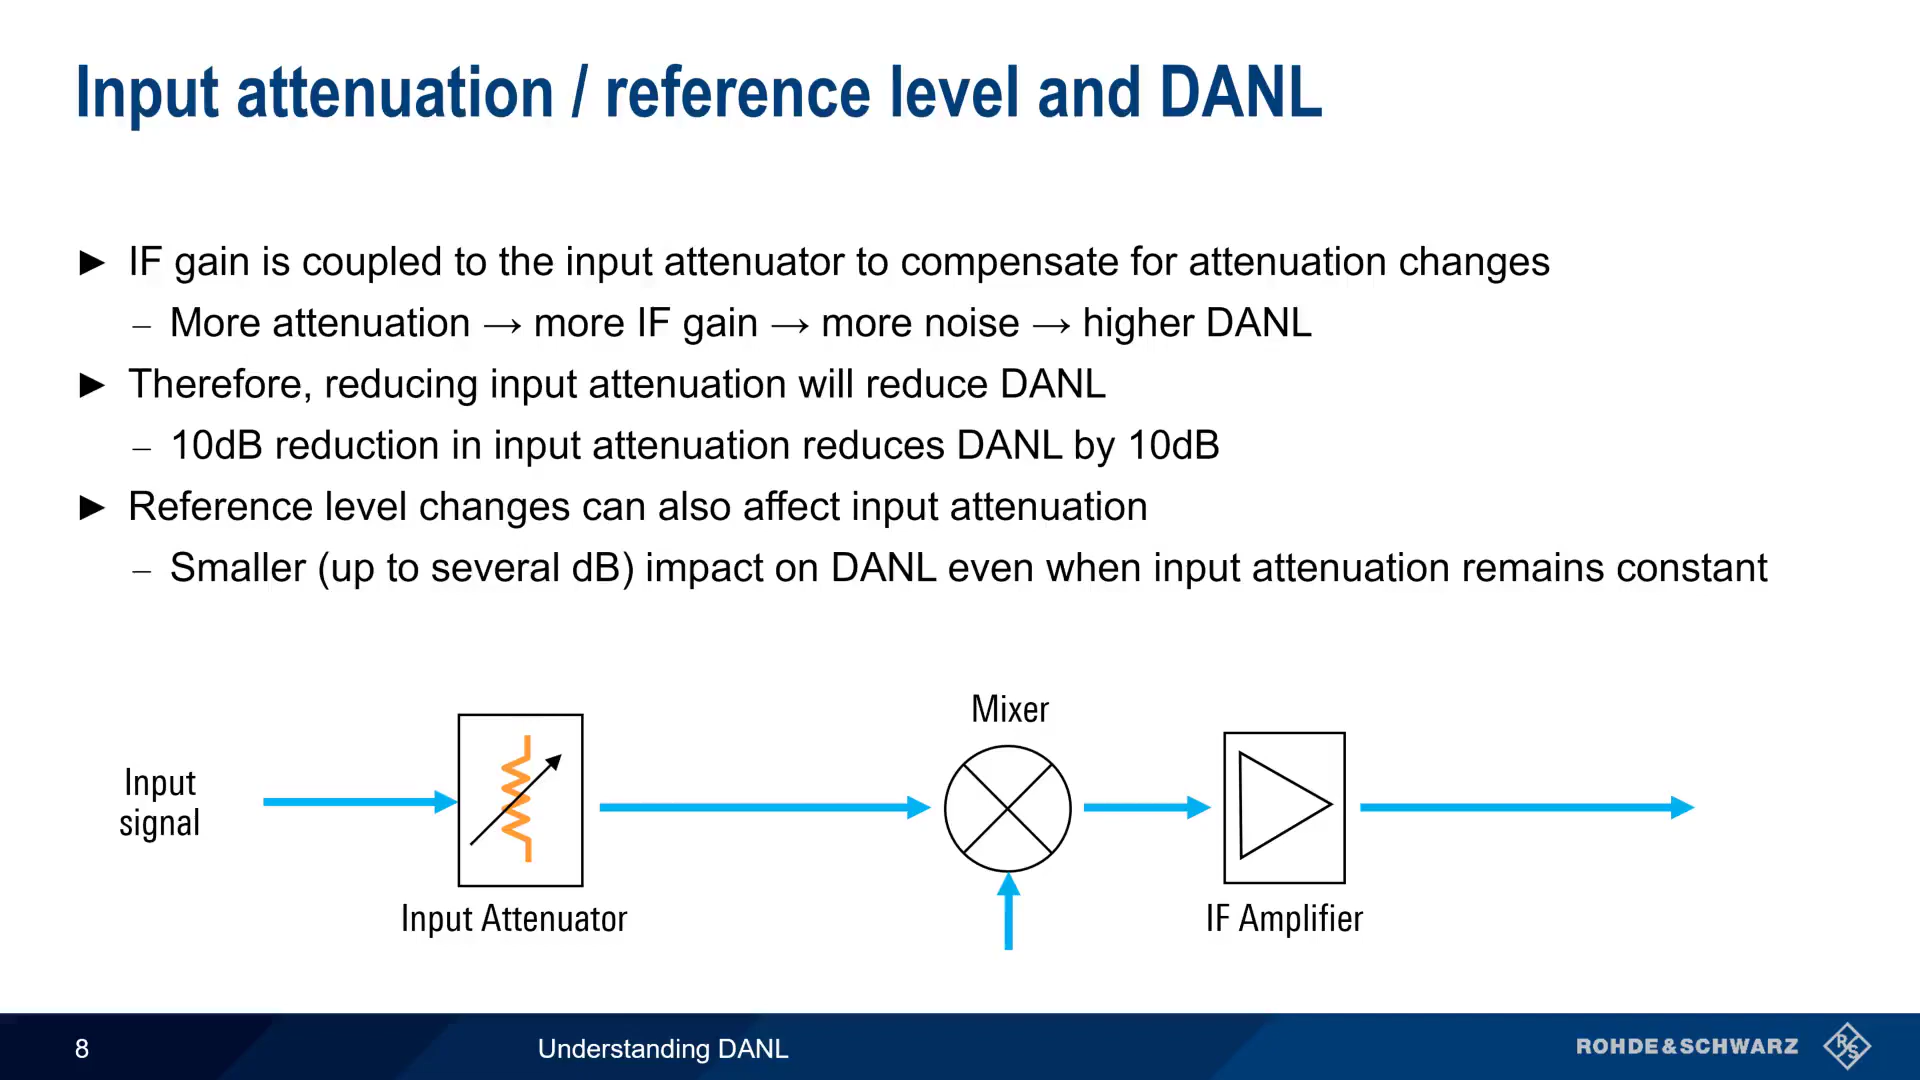 Input attenuation / reference level and DANL
► IF gain is coupled to the input attenuator to compensate for attenuation changes
– More attenuation → more IF gain → more noise → higher DANL
► Therefore, reducing input attenuation will reduce DANL
– 10dB reduction in input attenuation reduces DANL by 10dB
► Reference level changes can also affect input attenuation
– Smaller (up to several dB) impact on DANL even when input attenuation remains constant
Mixer
Input
signal
Input Attenuator
IF Amplifier
8
Understanding DANL
ROHDE&SCHWARZ
R&S